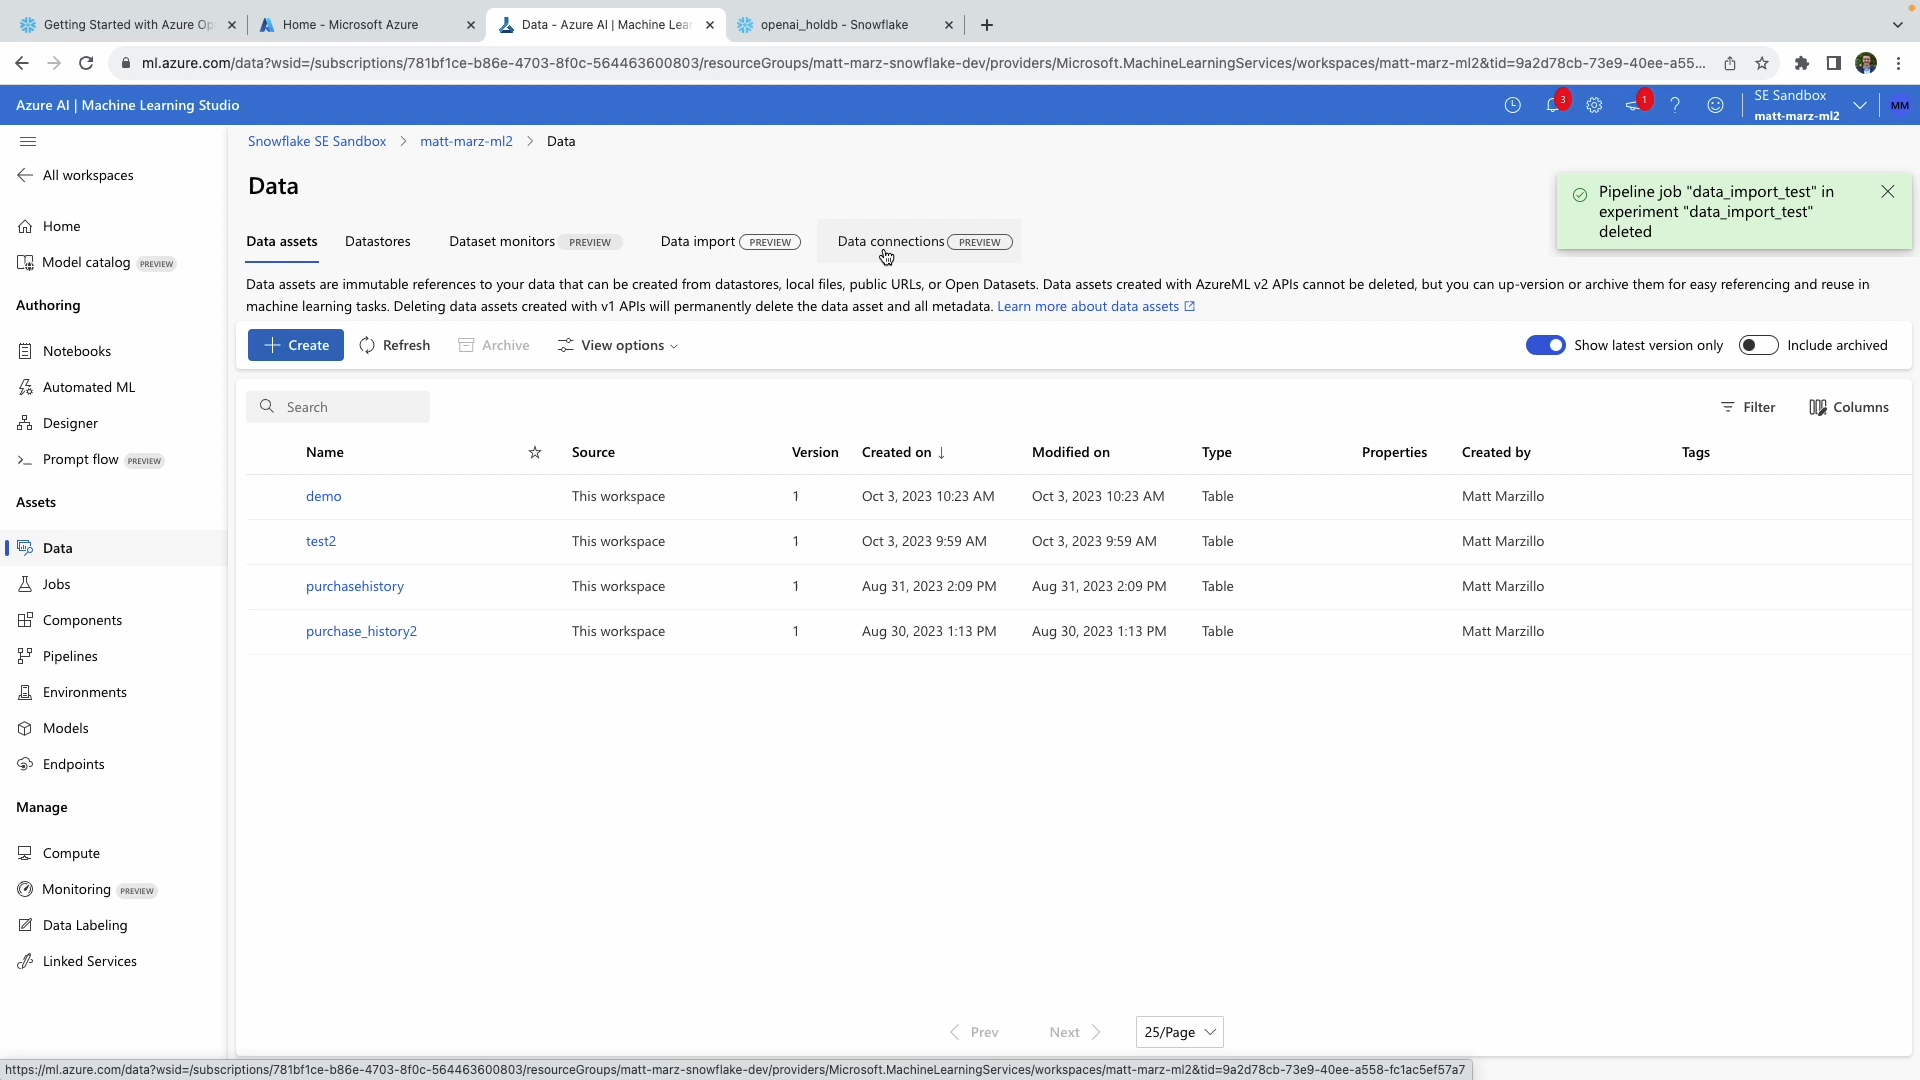 Getting Started with Azure Op
Home - Microsoft Azure
Data - Azure AI | Machine Lear
openai_holdb - Snowflake
ml.azure.com/data?wsid=/subscriptions/781bf1ce-b86e-4703-8f0c-564463600803/resourceGroups/matt-marz-snowflake-dev/providers/Microsoft.MachineLearningServices/workspaces/matt-marz-ml2&tid=9a2d78cb-73e9-40ee-a55...
Azure AI | Machine Learning Studio
3
1
SE Sandbox
matt-marz-ml2
MM
Snowflake SE Sandbox > matt-marz-ml2 > Data
All workspaces
Data
Pipeline job "data_import_test" in
experiment "data_import_test"
deleted
Home
Model catalog PREVIEW
Authoring
Notebooks
Automated ML
Designer
Prompt flow PREVIEW
Assets
Data
Jobs
Components
Pipelines
Environments
Models
Endpoints
Manage
Compute
Monitoring PREVIEW
Data Labeling
Linked Services
Data assets Datastores Dataset monitors PREVIEW Data import PREVIEW Data connections PREVIEW
Data assets are immutable references to your data that can be created from datastores, local files, public URLs, or Open Datasets. Data assets created with AzureML v2 APIs cannot be deleted, but you can up-version or archive them for easy referencing and reuse in
machine learning tasks. Deleting data assets created with v1 APIs will permanently delete the data asset and all metadata. Learn more about data assets
Create Refresh Archive View options Show latest version only Include archived
Search Filter Columns
Name Source Version Created on ↓ Modified on Type Properties Created by Tags
demo This workspace 1 Oct 3, 2023 10:23 AM Oct 3, 2023 10:23 AM Table Matt Marzillo
test2 This workspace 1 Oct 3, 2023 9:59 AM Oct 3, 2023 9:59 AM Table Matt Marzillo
purchasehistory This workspace 1 Aug 31, 2023 2:09 PM Aug 31, 2023 2:09 PM Table Matt Marzillo
purchase_history2 This workspace 1 Aug 30, 2023 1:13 PM Aug 30, 2023 1:13 PM Table Matt Marzillo
Prev Next 25/Page
https://ml.azure.com/data?wsid=/subscriptions/781bf1ce-b86e-4703-8f0c-564463600803/resourceGroups/matt-marz-snowflake-dev/providers/Microsoft.MachineLearningServices/workspaces/matt-marz-ml2&tid=9a2d78cb-73e9-40ee-a558-fc1ac5ef57a7